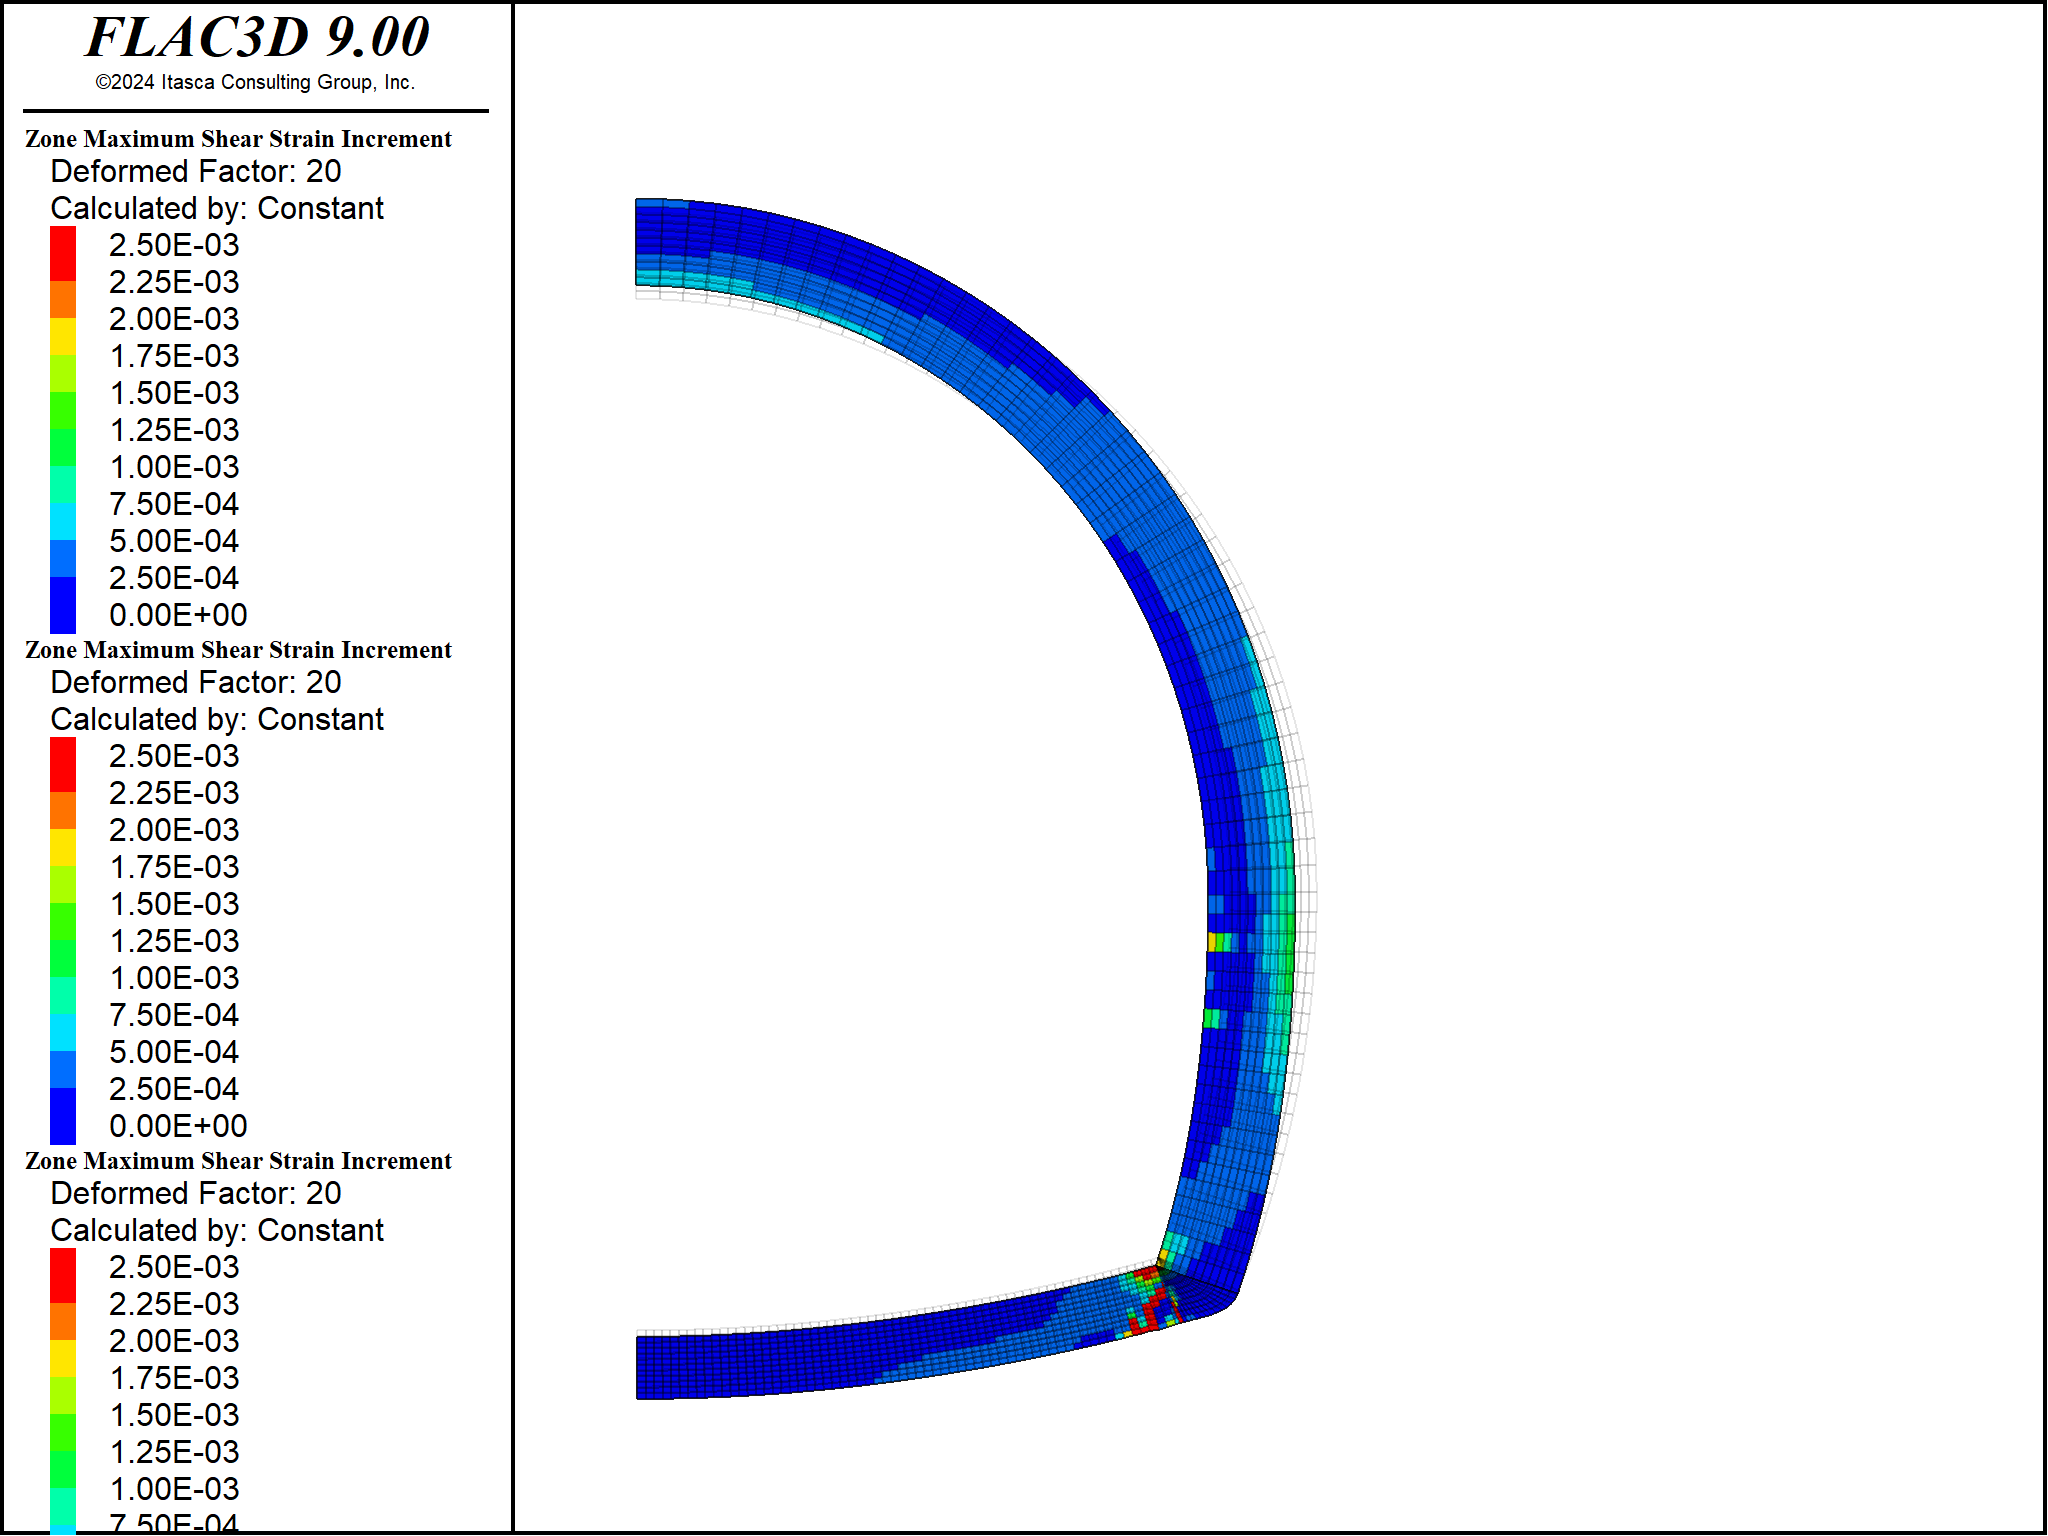 FLAC3D 9.00
©2024 Itasca Consulting Group, Inc.
Zone Maximum Shear Strain Increment
Deformed Factor: 20
Calculated by: Constant
2.50E-03
2.25E-03
2.00E-03
1.75E-03
1.50E-03
1.25E-03
1.00E-03
7.50E-04
5.00E-04
2.50E-04
0.00E+00
Zone Maximum Shear Strain Increment
Deformed Factor: 20
Calculated by: Constant
2.50E-03
2.25E-03
2.00E-03
1.75E-03
1.50E-03
1.25E-03
1.00E-03
7.50E-04
5.00E-04
2.50E-04
0.00E+00
Zone Maximum Shear Strain Increment
Deformed Factor: 20
Calculated by: Constant
2.50E-03
2.25E-03
2.00E-03
1.75E-03
1.50E-03
1.25E-03
1.00E-03
7.50E-04